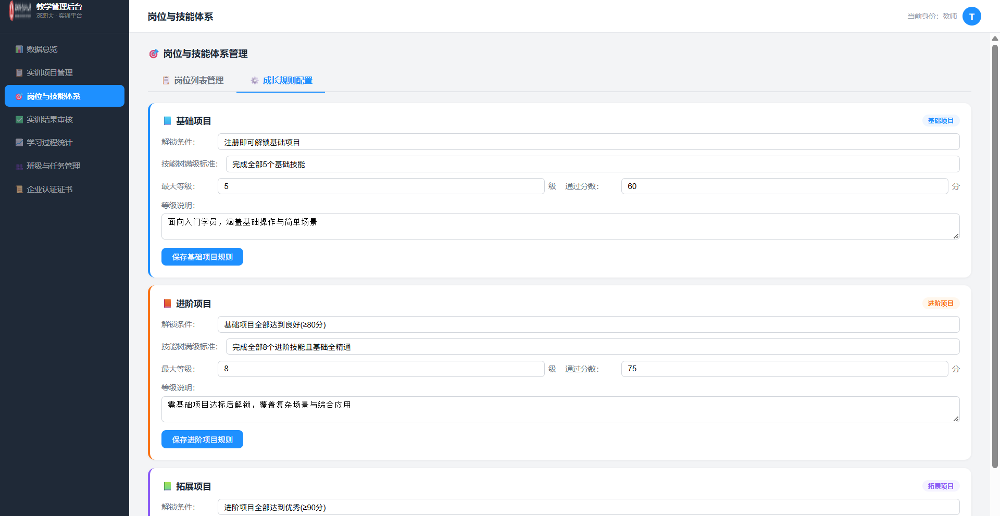 教学管理后台
深职大 · 实训平台
岗位与技能体系
当前身份：教师
T
数据总览
实训项目管理
岗位与技能体系
实训结果审核
学习过程统计
班级与任务管理
企业认证证书
岗位与技能体系管理
岗位列表管理
成长规则配置
基础项目
基础项目
解锁条件：
注册即可解锁基础项目
技能树满级标准：
完成全部5个基础技能
最大等级：
5
级
通过分数：
60
分
等级说明：
面向入门学员，涵盖基础操作与简单场景
保存基础项目规则
进阶项目
进阶项目
解锁条件：
基础项目全部达到良好(≥80分)
技能树满级标准：
完成全部8个进阶技能且基础全精通
最大等级：
8
级
通过分数：
75
分
等级说明：
需基础项目达标后解锁，覆盖复杂场景与综合应用
保存进阶项目规则
拓展项目
拓展项目
解锁条件：
进阶项目全部达到优秀(≥90分)